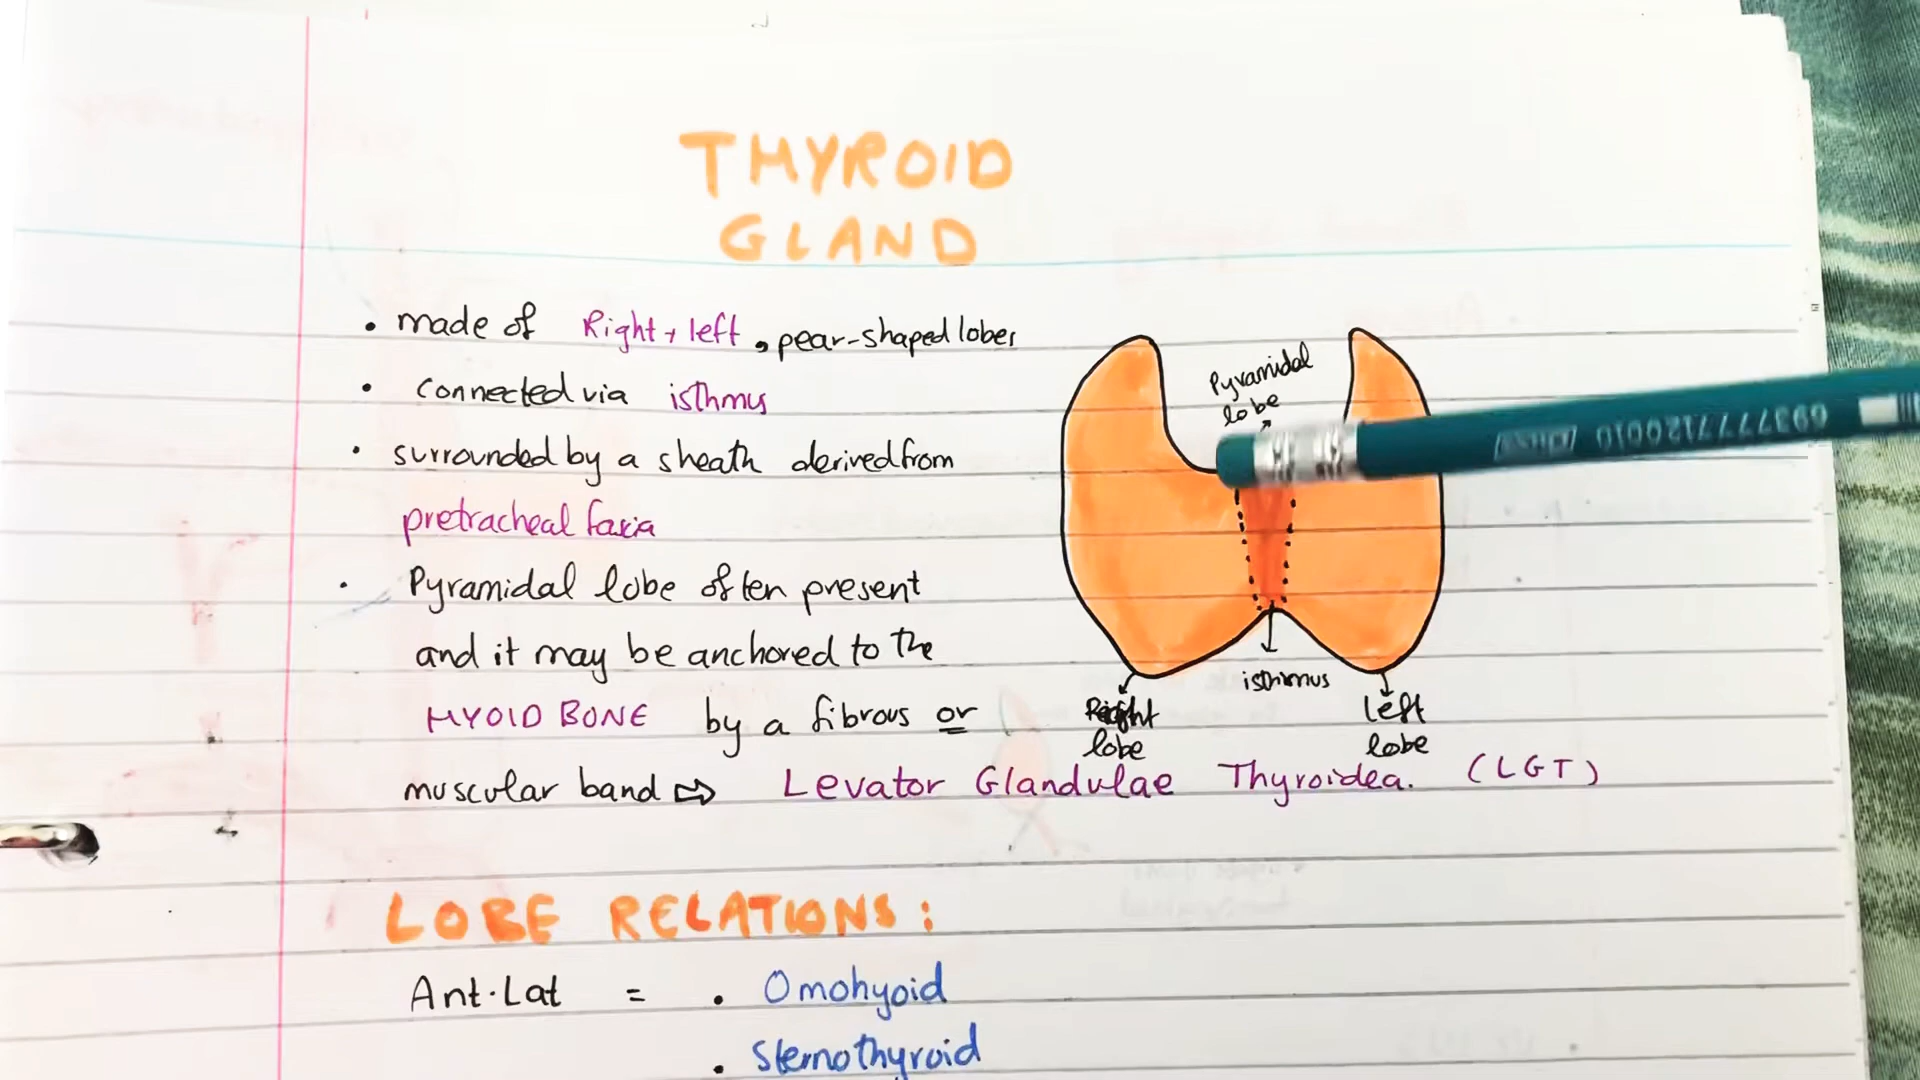 THYROID
GLAND
• made of Right + left, pear-shaped lobes
• Connected via isthmus
• surrounded by a sheath derived from
pretracheal fascia
• Pyramidal lobe often present
and it may be anchored to the
HYOID BONE by a fibrous or
muscular band ⇨ Levator Glandulae Thyroidea. (LGT)
Pyramidal
lobe
6937777120010
isthmus
Right
lobe
left
lobe
LOBE RELATIONS:
Ant.Lat = • Omohyoid
• Sternothyroid